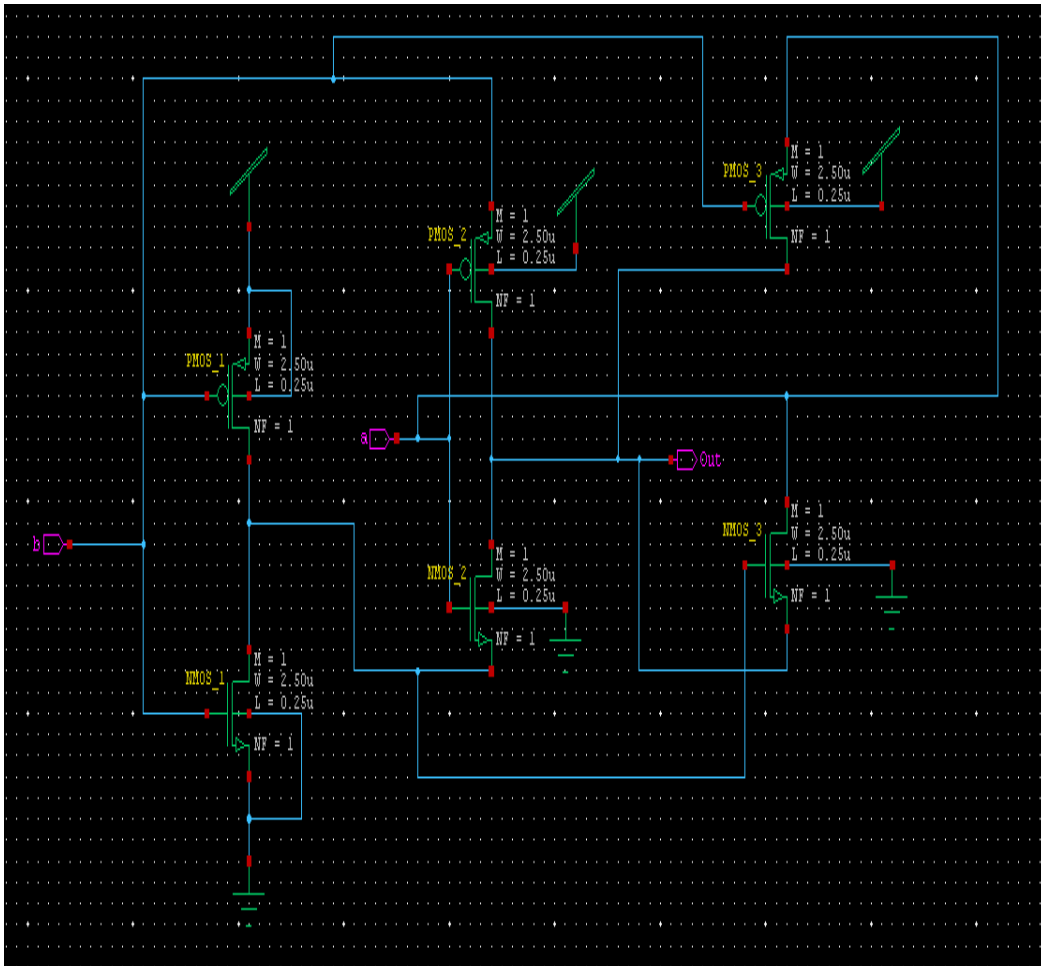 PMOS_3
M = 1
W = 2.50u
L = 0.25u
NF = 1
PMOS_2
M = 1
W = 2.50u
L = 0.25u
NF = 1
PMOS_1
M = 1
W = 2.50u
L = 0.25u
NF = 1
a
Out
b
NMOS_3
M = 1
W = 2.50u
L = 0.25u
NF = 1
NMOS_2
M = 1
W = 2.50u
L = 0.25u
NF = 1
NMOS_1
M = 1
W = 2.50u
L = 0.25u
NF = 1